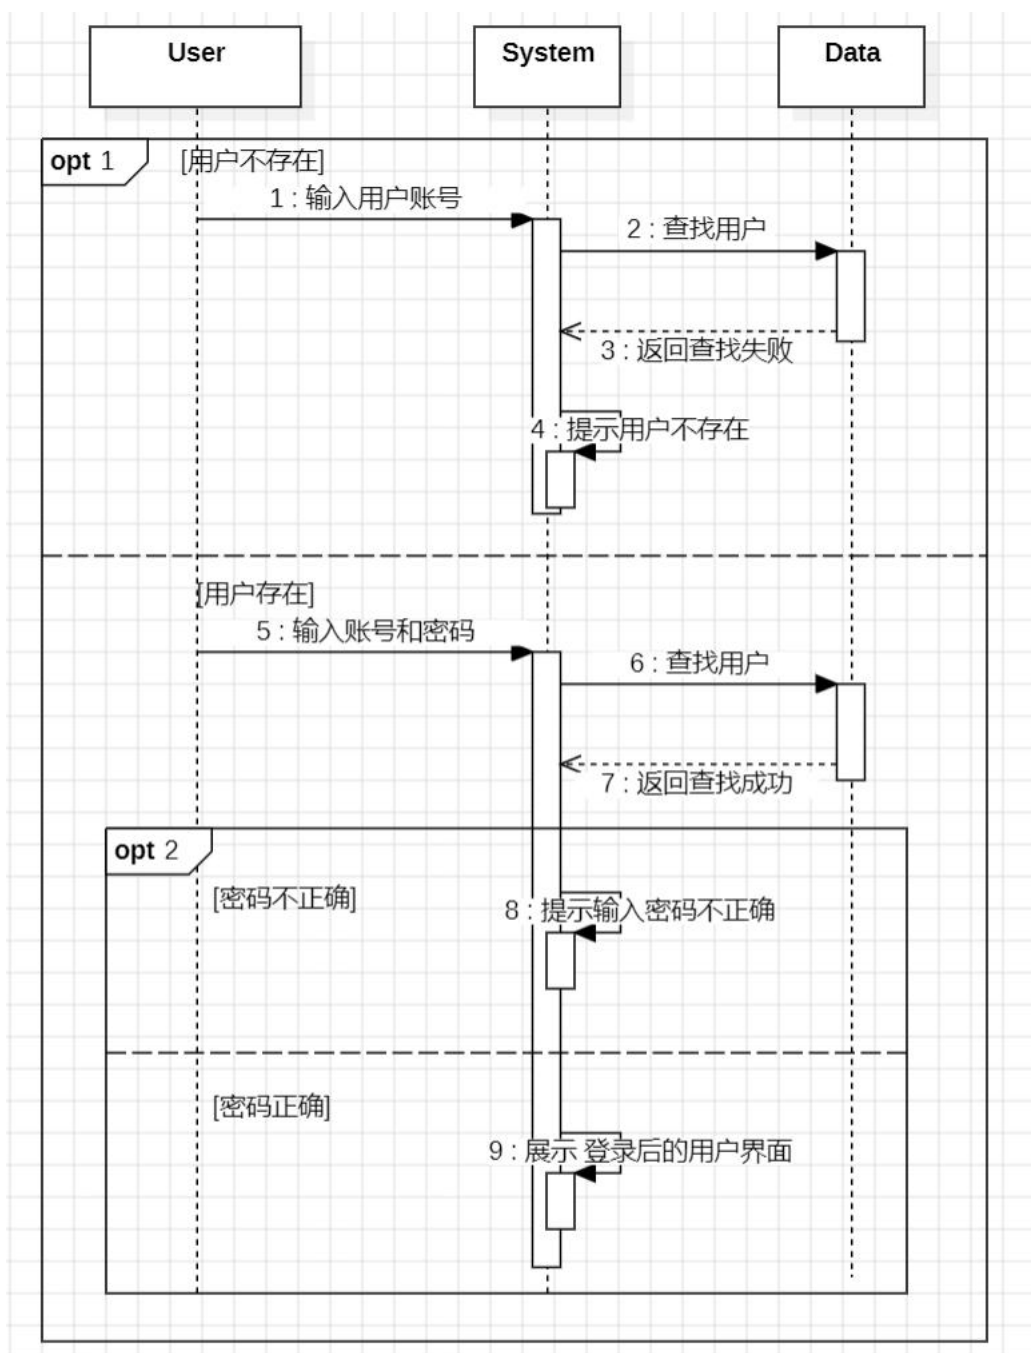 User
System
Data
opt 1
[用户不存在]
1 : 输入用户账号
2 : 查找用户
3 : 返回查找失败
4 : 提示用户不存在
[用户存在]
5 : 输入账号和密码
6 : 查找用户
7 : 返回查找成功
opt 2
[密码不正确]
8 : 提示输入密码不正确
[密码正确]
9 : 展示 登录后的用户界面